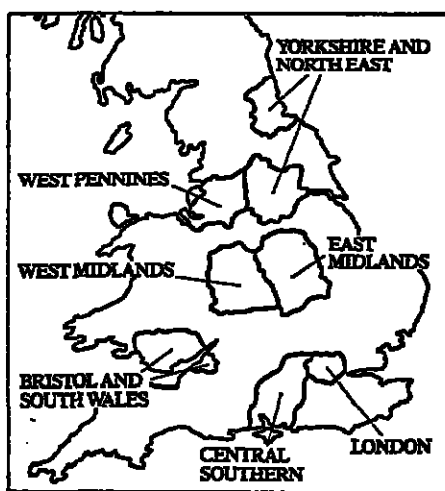 YORKSHIRE AND
NORTH EAST
WEST PENNINES
WEST MIDLANDS
EAST
MIDLANDS
BRISTOL AND
SOUTH WALES
CENTRAL
SOUTHERN
LONDON